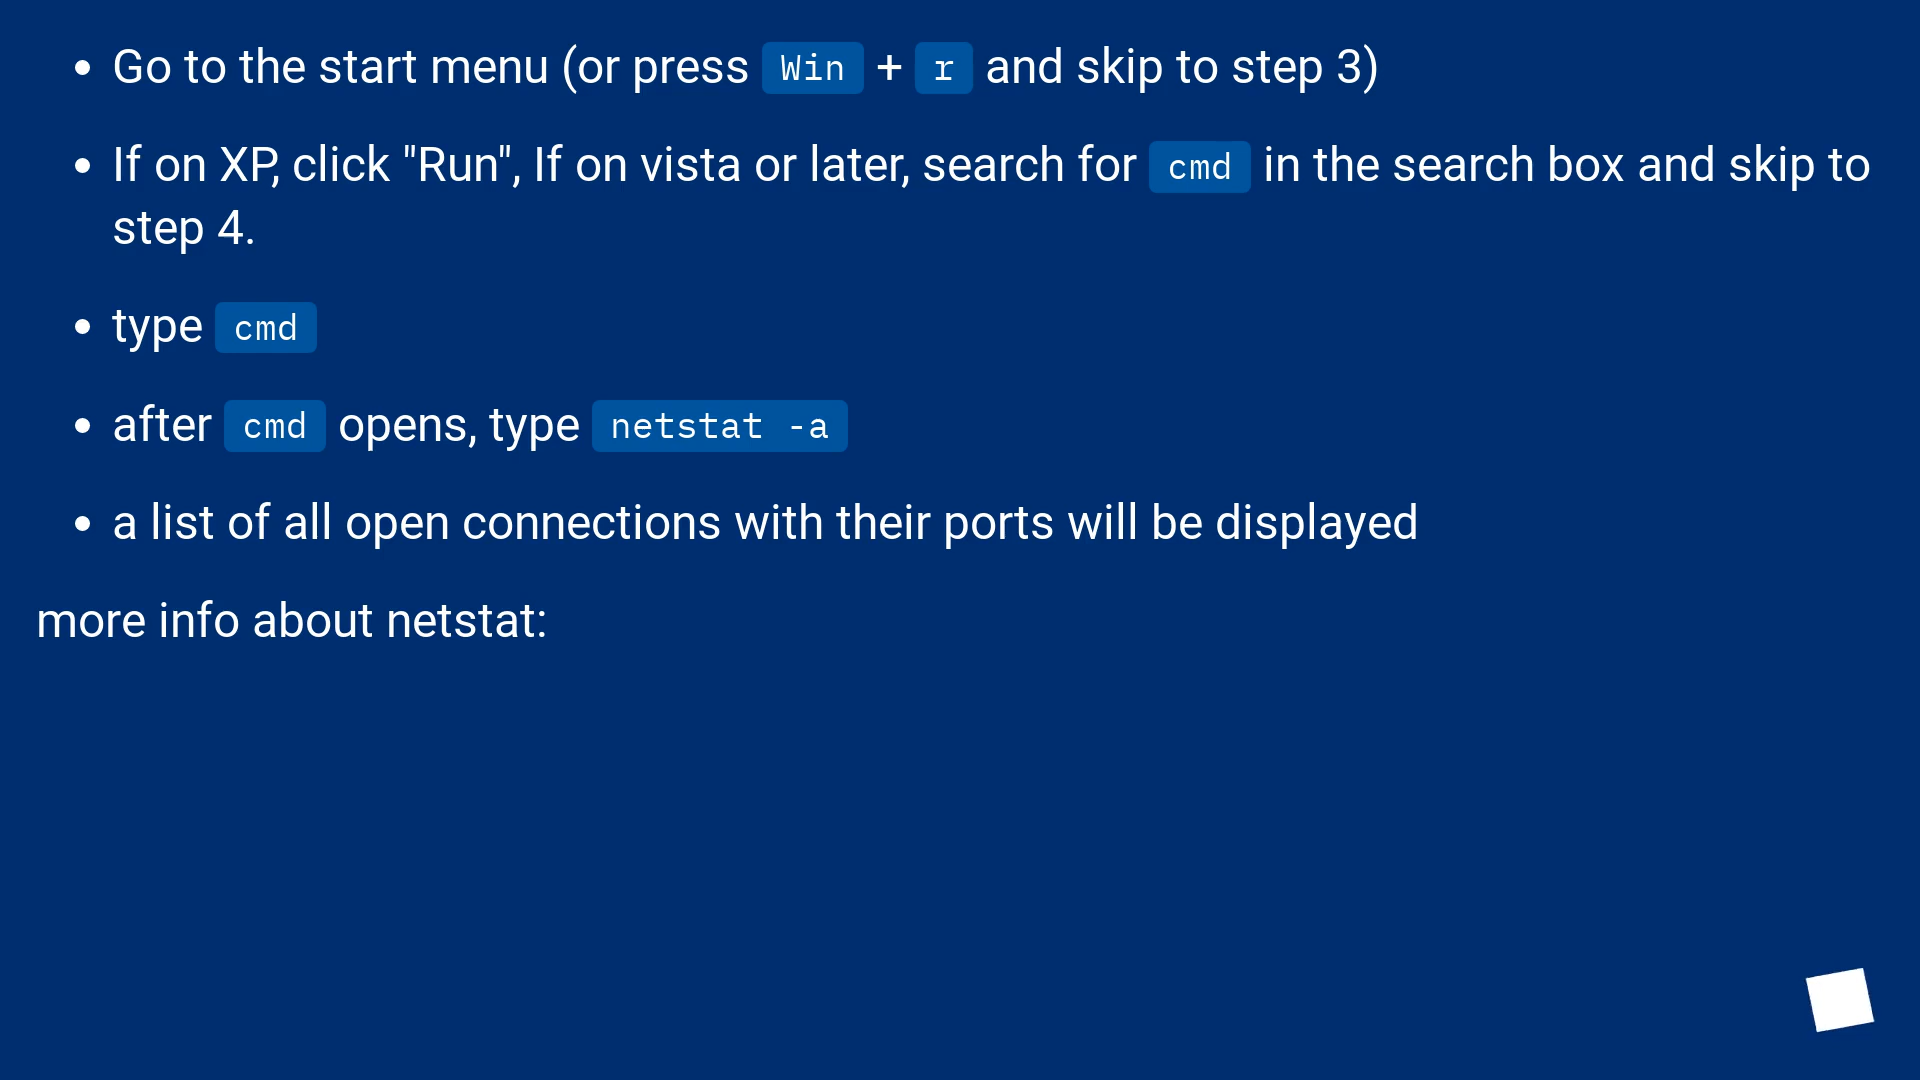 • Go to the start menu (or press Win + r and skip to step 3)
• If on XP, click "Run", If on vista or later, search for cmd in the search box and skip to
step 4.
• type cmd
• after cmd opens, type netstat -a
• a list of all open connections with their ports will be displayed
more info about netstat: